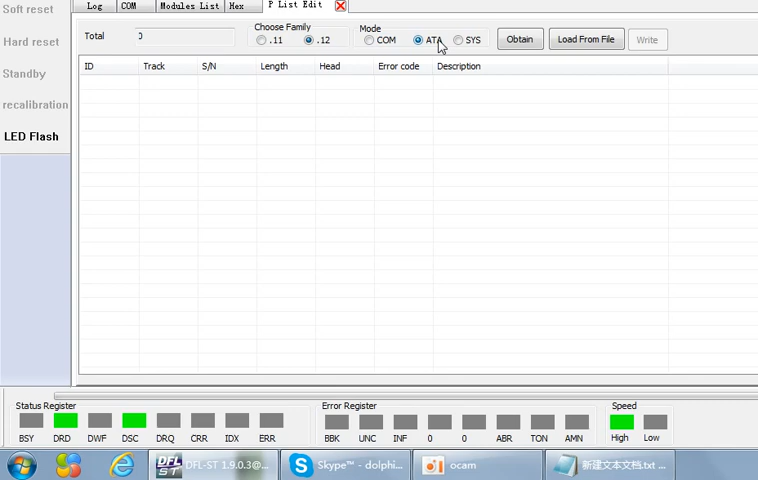 Soft reset
Hard reset
Standby
recalibration
LED Flash
Log COM Modules List Hex P List Edit
Total 0
Choose Family
.11 .12
Mode
COM ATA SYS
Obtain Load From File Write
ID Track S/N Length Head Error code Description
Status Register
BSY DRD DWF DSC DRQ CRR IDX ERR
Error Register
BBK UNC INF 0 0 ABR TON AMN
Speed
High Low
DFL ST DFL-ST 1.9.0.3@... Skype™ - dolphi... ocam 新建文本文档.txt ...